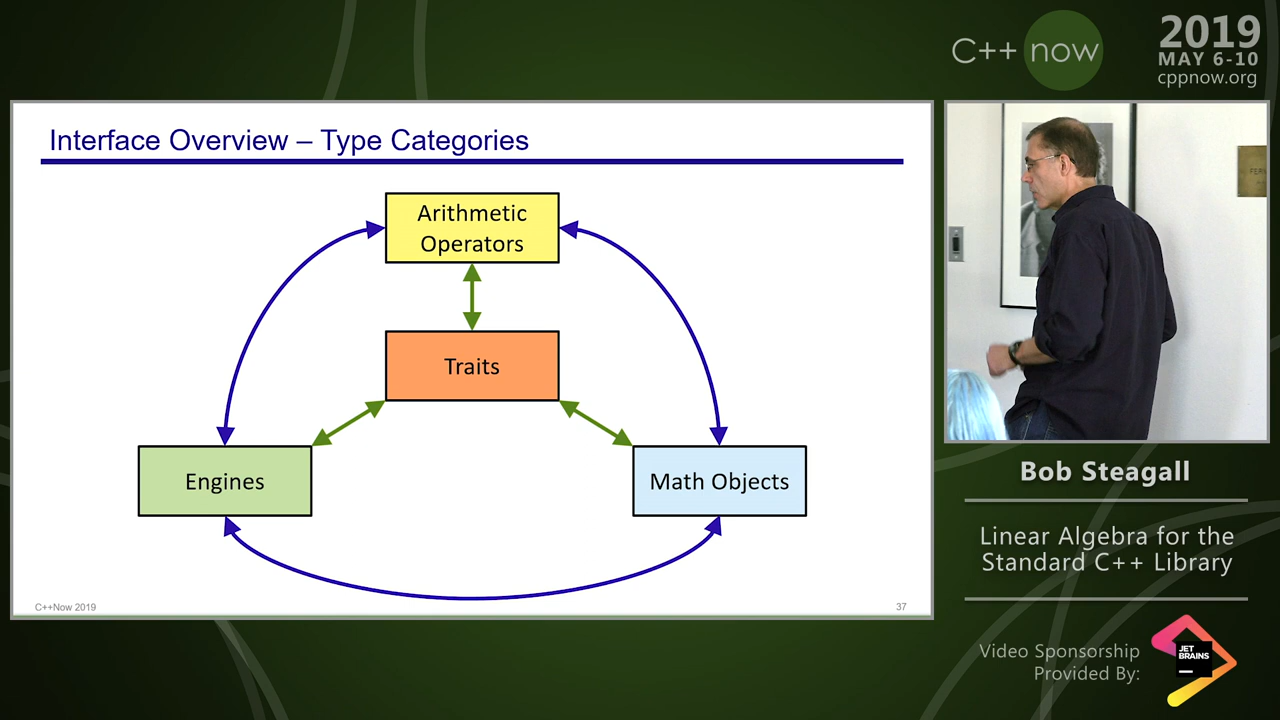 C++ now
2019
MAY 6-10
cppnow.org
Interface Overview – Type Categories
Arithmetic
Operators
Traits
Engines
Math Objects
C++Now 2019
37
Bob Steagall
Linear Algebra for the
Standard C++ Library
Video Sponsorship
Provided By:
JET
BRAINS